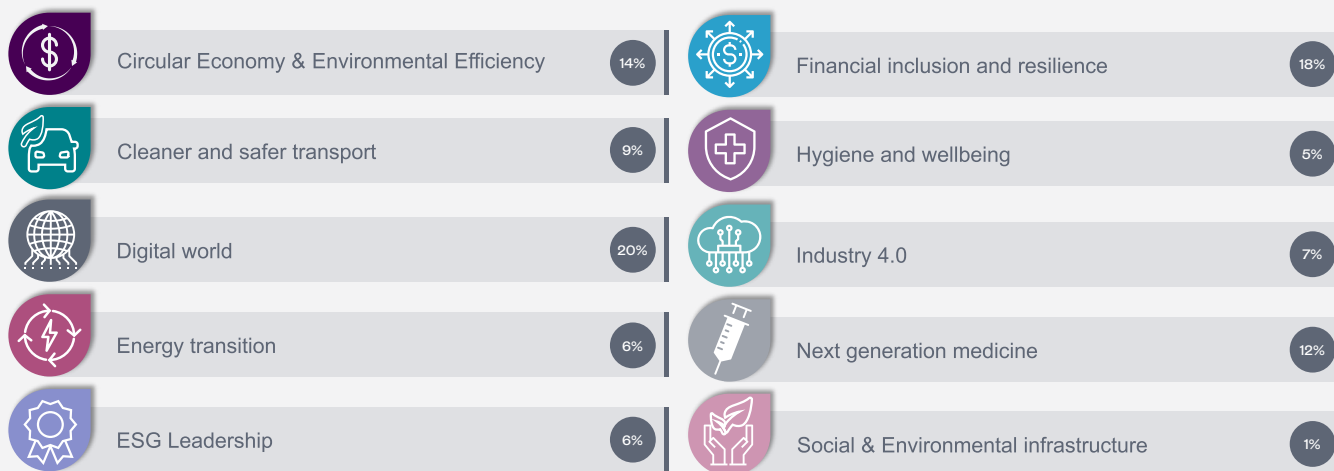 Circular Economy & Environmental Efficiency 14%
Cleaner and safer transport 9%
Digital world 20%
Energy transition 6%
ESG Leadership 6%
Financial inclusion and resilience 18%
Hygiene and wellbeing 5%
Industry 4.0 7%
Next generation medicine 12%
Social & Environmental infrastructure 1%